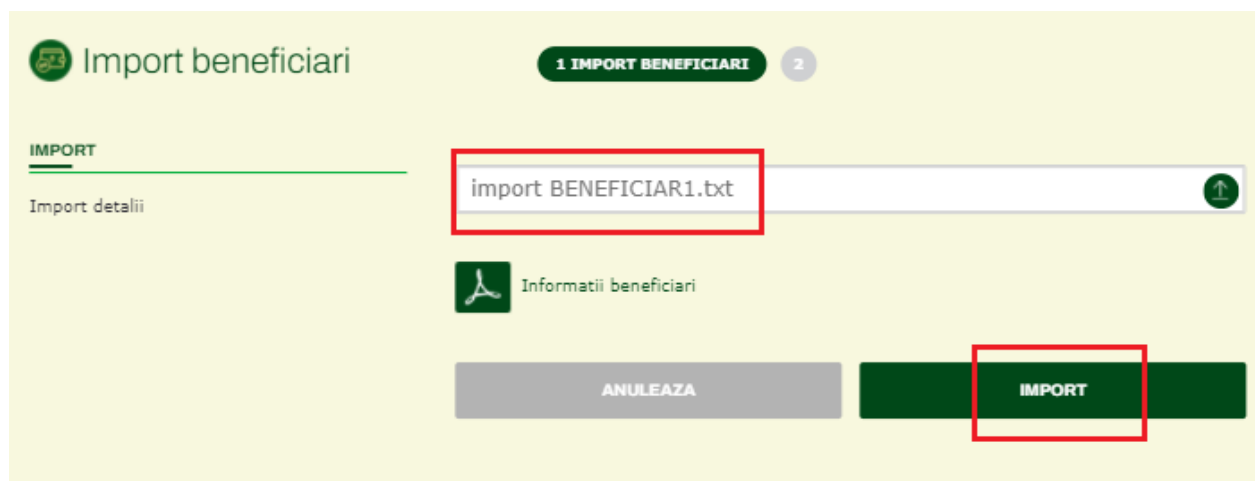 Import beneficiari
1 IMPORT BENEFICIARI
2
IMPORT
Import detalii
import BENEFICIAR1.txt
Informatii beneficiari
ANULEAZA
IMPORT